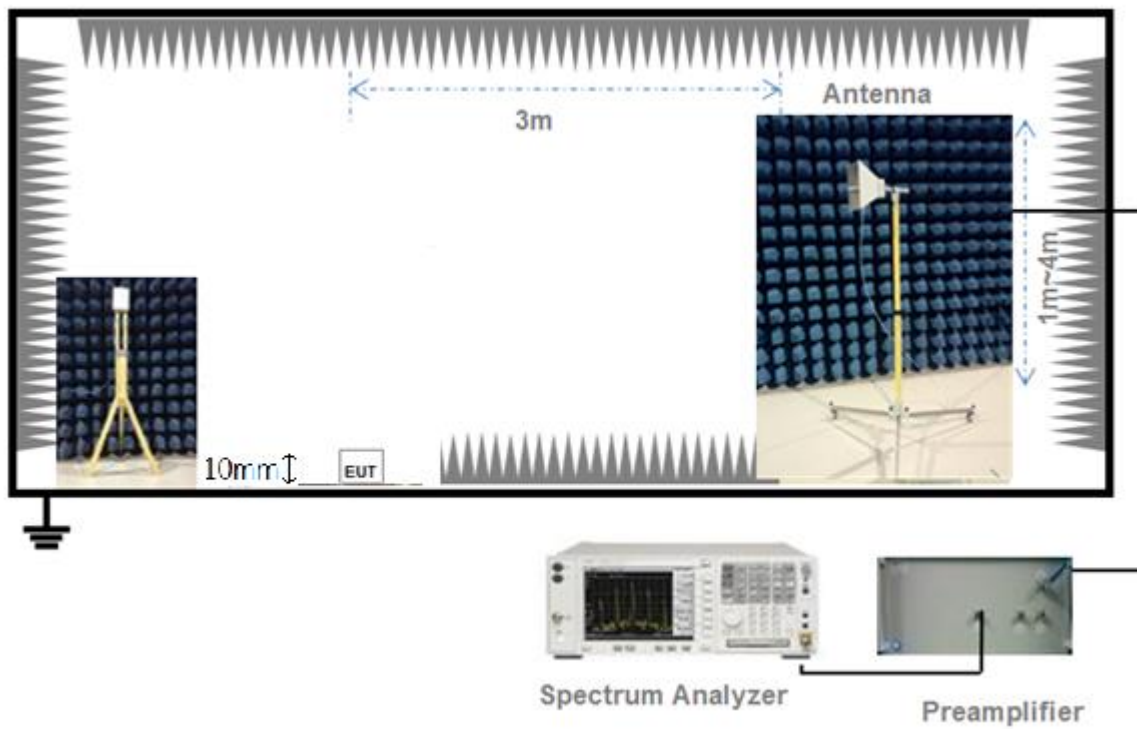 3m
Antenna
1m~4m
10mm
EUT
Spectrum Analyzer
Preamplifier